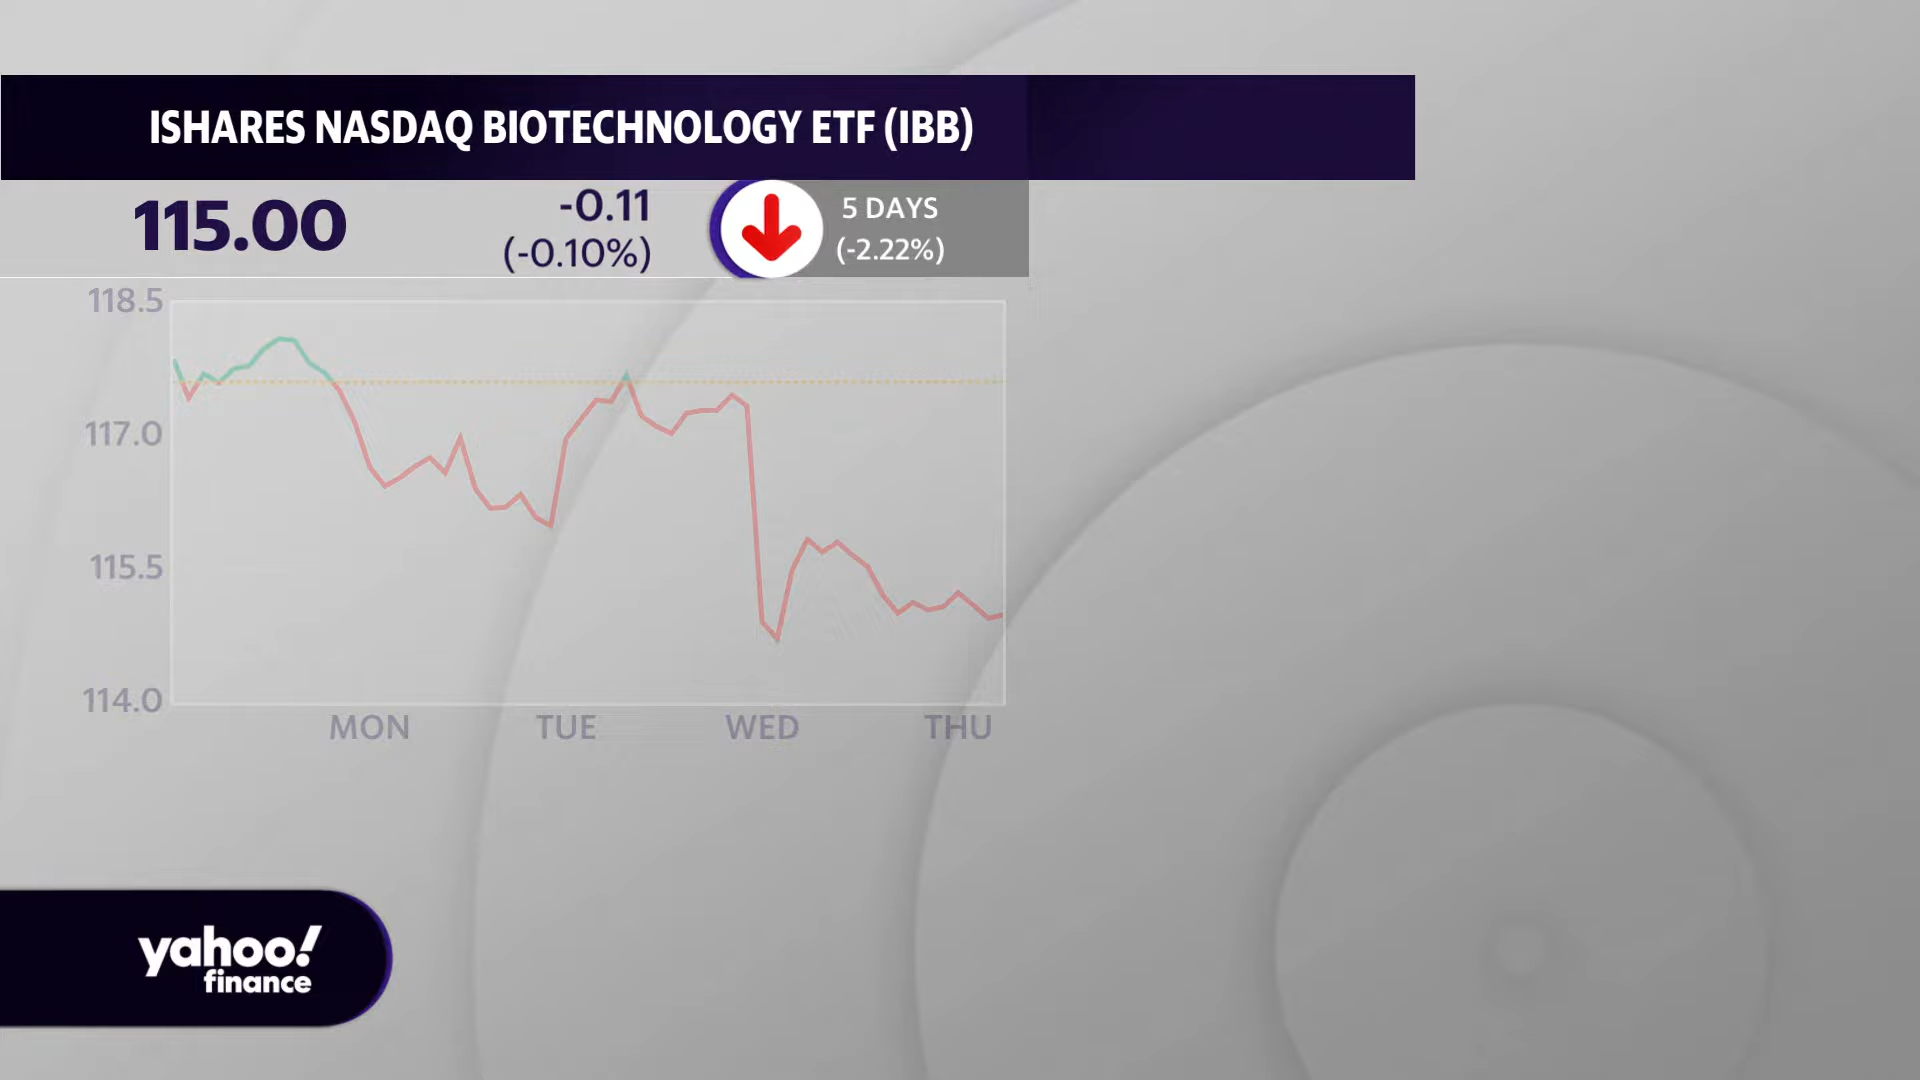 ISHARES NASDAQ BIOTECHNOLOGY ETF (IBB)
115.00
-0.11
(-0.10%)
5 DAYS
(-2.22%)
118.5
117.0
115.5
114.0
MON TUE WED THU
yahoo!
finance